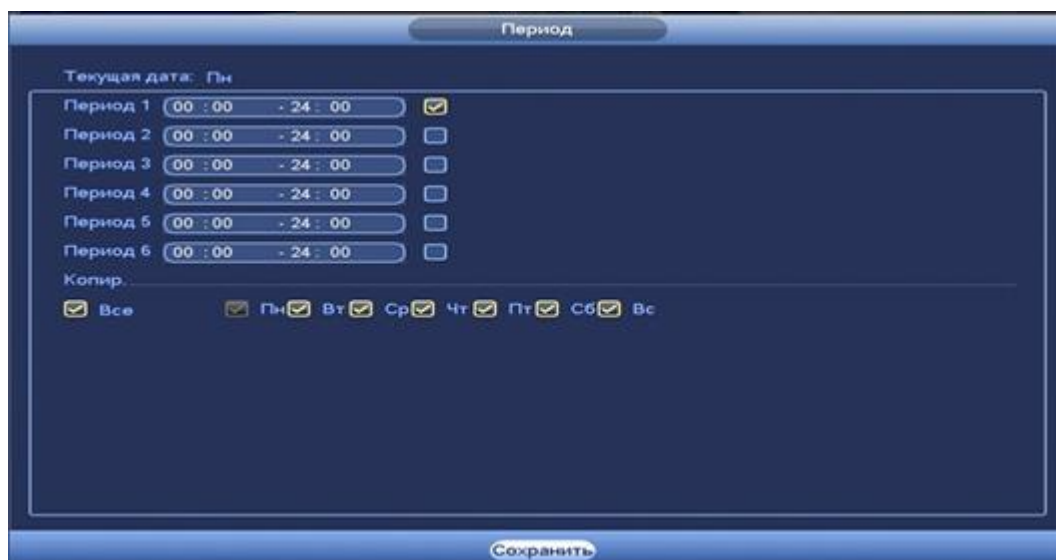 Период
Текущая дата: Пн
Период 1 00 : 00 - 24 : 00
Период 2 00 : 00 - 24 : 00
Период 3 00 : 00 - 24 : 00
Период 4 00 : 00 - 24 : 00
Период 5 00 : 00 - 24 : 00
Период 6 00 : 00 - 24 : 00
Копир.
Все Пн Вт Ср Чт Пт Сб Вс
Сохранить